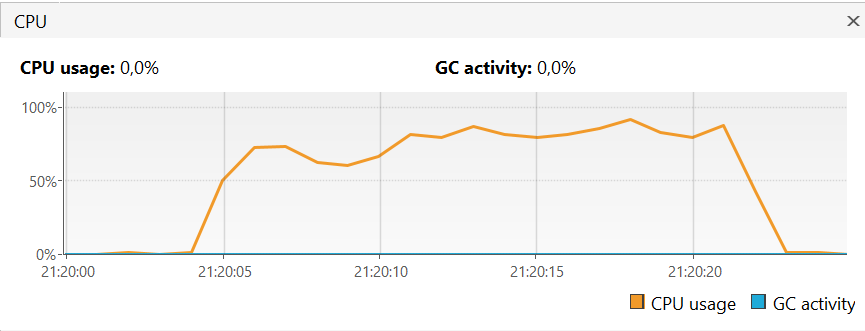 CPU ×
CPU usage: 0,0% GC activity: 0,0%
100%
50%
0%
21:20:00 21:20:05 21:20:10 21:20:15 21:20:20
CPU usage GC activity